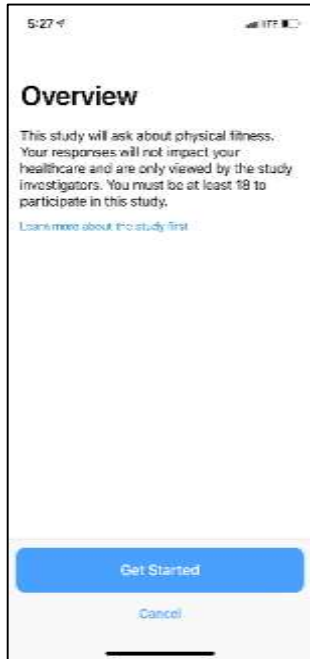 5:27
LTE
Overview
This study will ask about physical fitness.
Your responses will not impact your
healthcare and are only viewed by the study
investigators. You must be at least 18 to
participate in this study.
Learn more about the study first
Get Started
Cancel